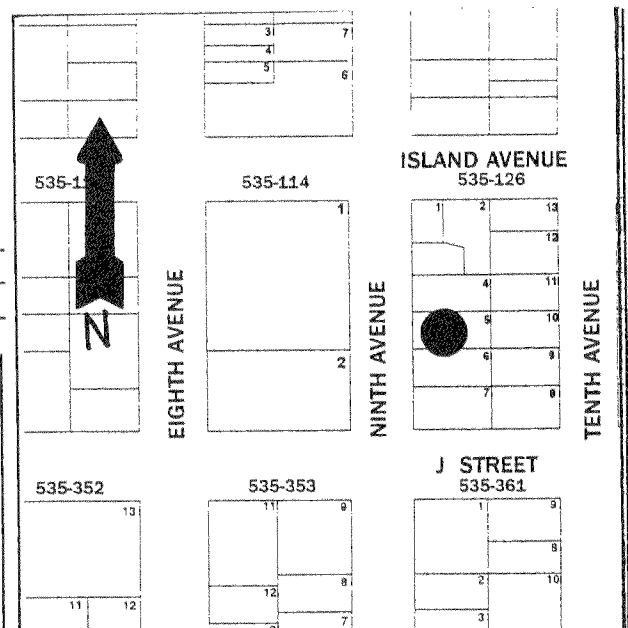 3 7
4
5 6
ISLAND AVENUE
535-114 535-126
1 1 2 13
12
4 11
5 10
2 6 9
7 8
N
EIGHTH AVENUE
NINTH AVENUE
TENTH AVENUE
J STREET
535-352 535-353 535-361
13 11 9 1 9
8
12 8 2 10
11 12 7 3